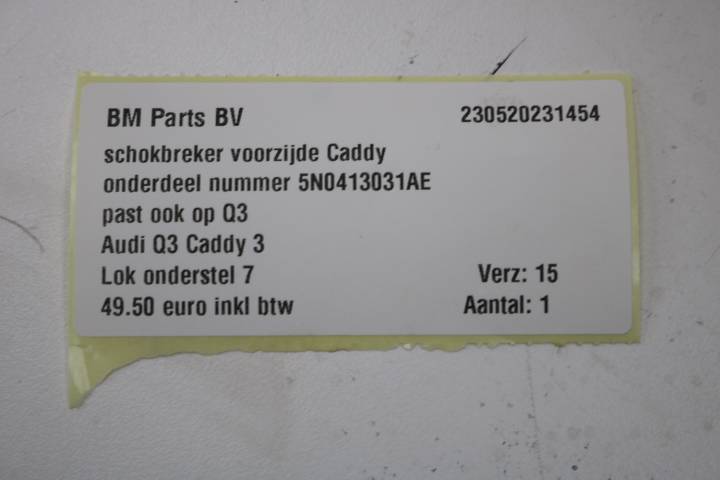 BM Parts BV 230520231454
schokbreker voorzijde Caddy
onderdeel nummer 5N0413031AE
past ook op Q3
Audi Q3 Caddy 3
Lok onderstel 7 Verz: 15
49.50 euro inkl btw Aantal: 1